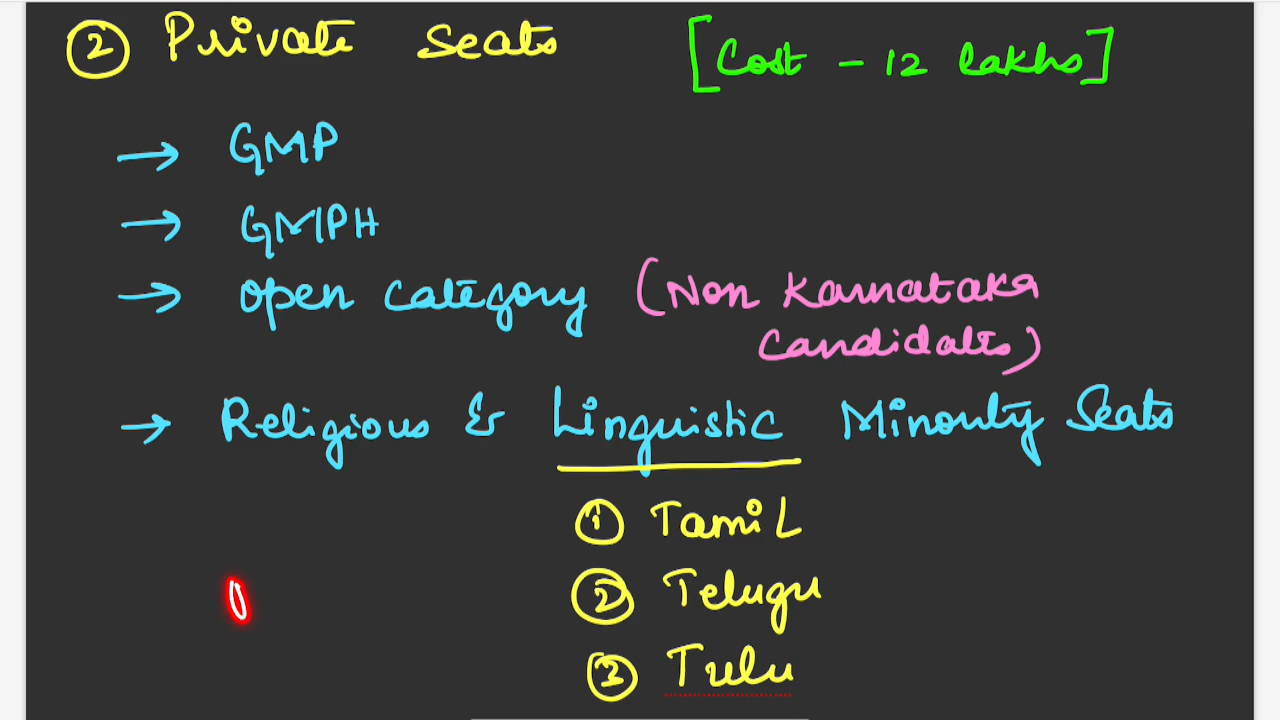 ② Private seats [Cost - 12 lakhs]
→ GMP
→ GMPH
→ open category (Non Karnataka
candidates)
→ Religious & Linguistic Minority Seats
① Tamil
② Telugu
③ Tulu